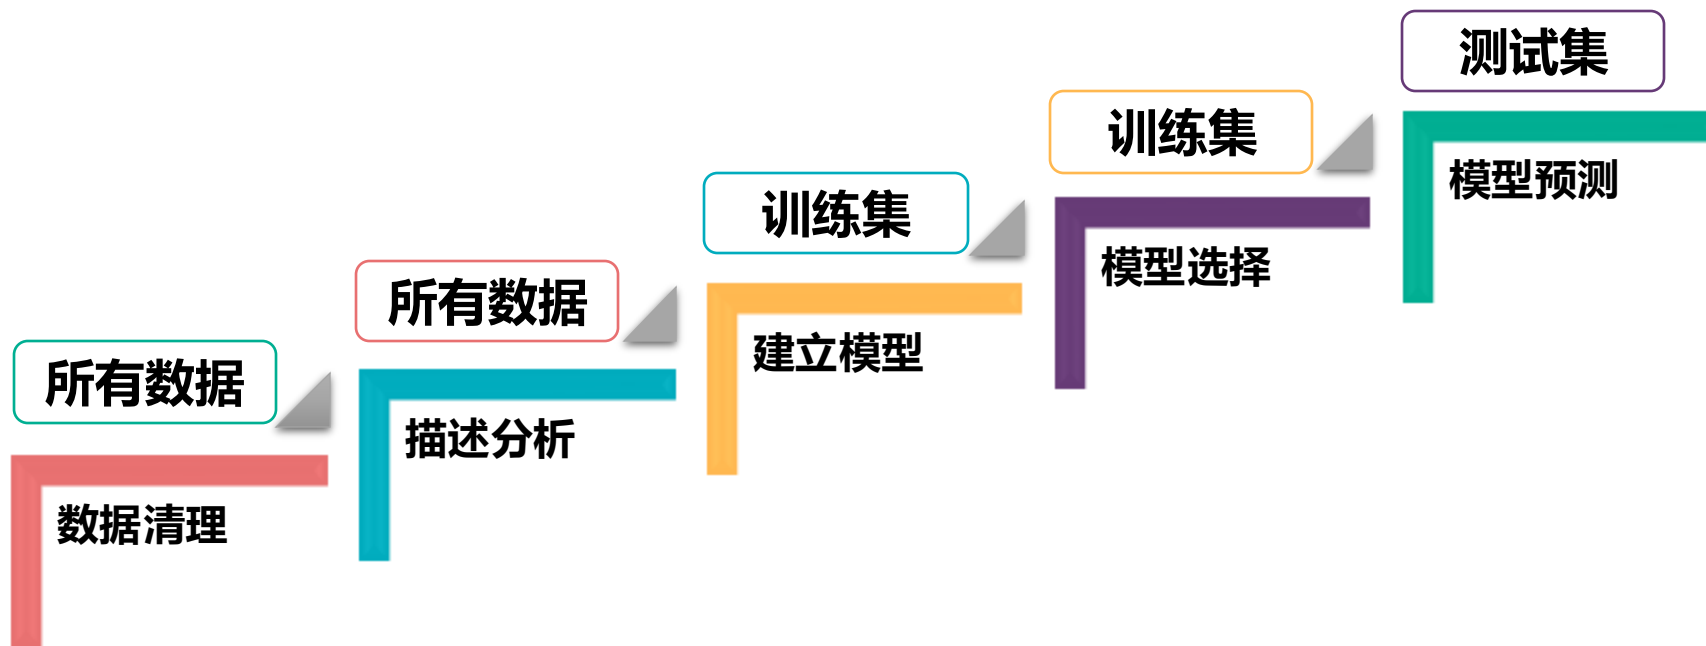 所有数据
数据清理
所有数据
描述分析
训练集
建立模型
训练集
模型选择
测试集
模型预测